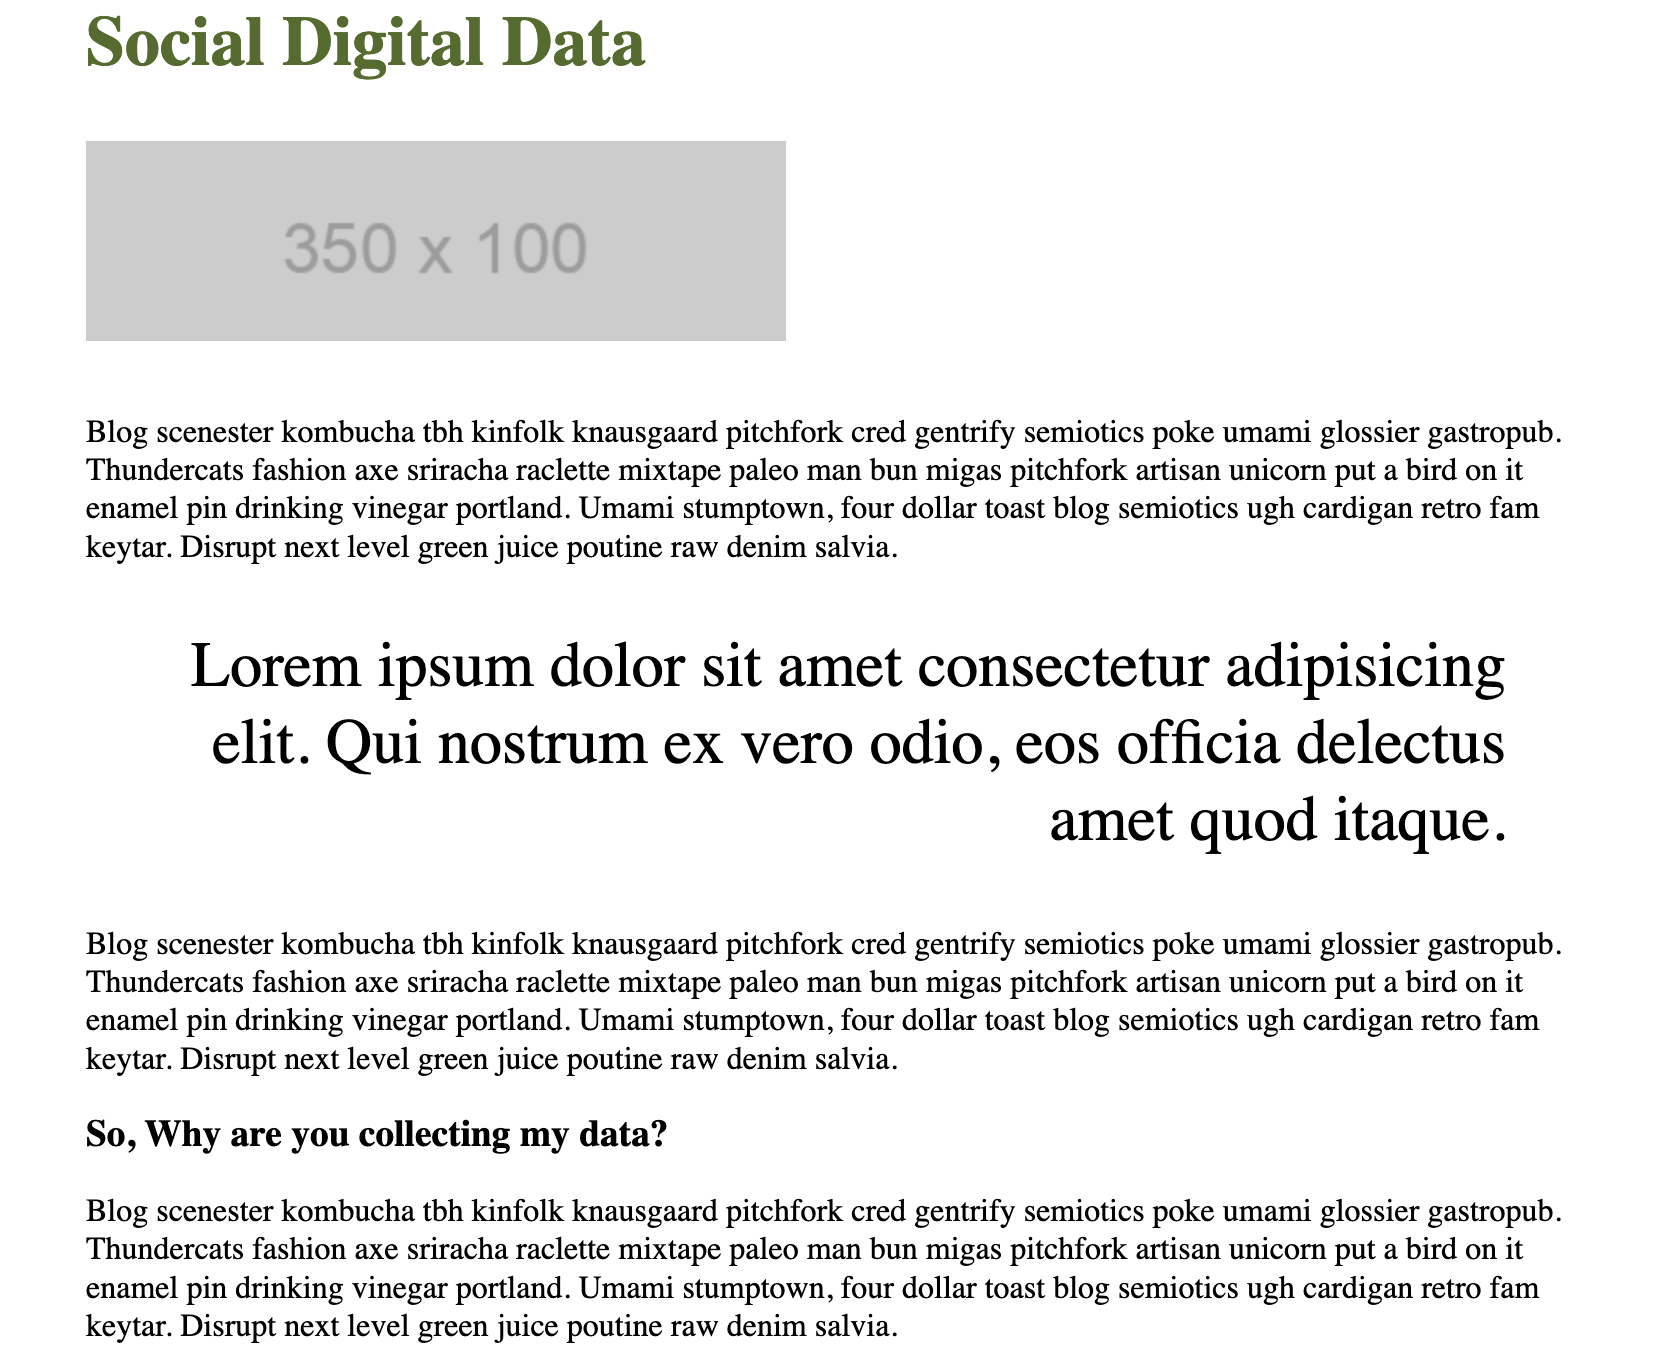 Social Digital Data
350 x 100
Blog scenester kombucha tbh kinfolk knausgaard pitchfork cred gentrify semiotics poke umami glossier gastropub.
Thundercats fashion axe sriracha raclette mixtape paleo man bun migas pitchfork artisan unicorn put a bird on it
enamel pin drinking vinegar portland. Umami stumptown, four dollar toast blog semiotics ugh cardigan retro fam
keytar. Disrupt next level green juice poutine raw denim salvia.
Lorem ipsum dolor sit amet consectetur adipisicing
elit. Qui nostrum ex vero odio, eos officia delectus
amet quod itaque.
Blog scenester kombucha tbh kinfolk knausgaard pitchfork cred gentrify semiotics poke umami glossier gastropub.
Thundercats fashion axe sriracha raclette mixtape paleo man bun migas pitchfork artisan unicorn put a bird on it
enamel pin drinking vinegar portland. Umami stumptown, four dollar toast blog semiotics ugh cardigan retro fam
keytar. Disrupt next level green juice poutine raw denim salvia.
So, Why are you collecting my data?
Blog scenester kombucha tbh kinfolk knausgaard pitchfork cred gentrify semiotics poke umami glossier gastropub.
Thundercats fashion axe sriracha raclette mixtape paleo man bun migas pitchfork artisan unicorn put a bird on it
enamel pin drinking vinegar portland. Umami stumptown, four dollar toast blog semiotics ugh cardigan retro fam
keytar. Disrupt next level green juice poutine raw denim salvia.